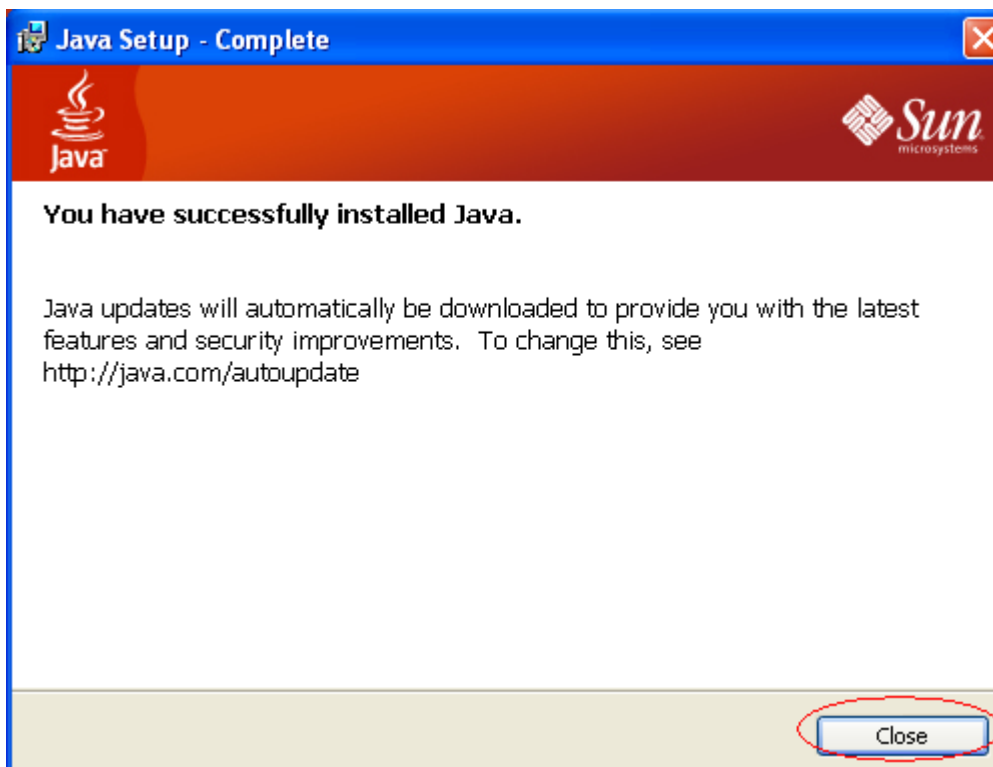 Java Setup - Complete
Java
Sun
microsystems
You have successfully installed Java.
Java updates will automatically be downloaded to provide you with the latest
features and security improvements.  To change this, see
http://java.com/autoupdate
Close